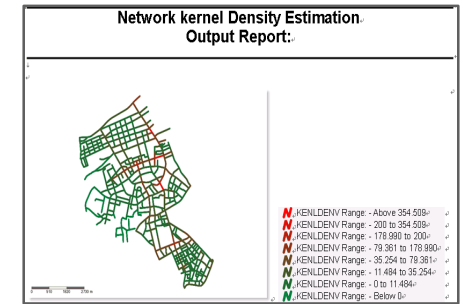 Network kernel Density Estimation
Output Report:
KENLDENV Range: - Above 354.509
KENLDENV Range: - 200 to 354.509
KENLDENV Range: - 178.990 to 200
KENLDENV Range: - 79.361 to 178.990
KENLDENV Range: - 35.254 to 79.361
KENLDENV Range: - 11.484 to 35.254
KENLDENV Range: - 0 to 11.484
KENLDENV Range: - Below 0